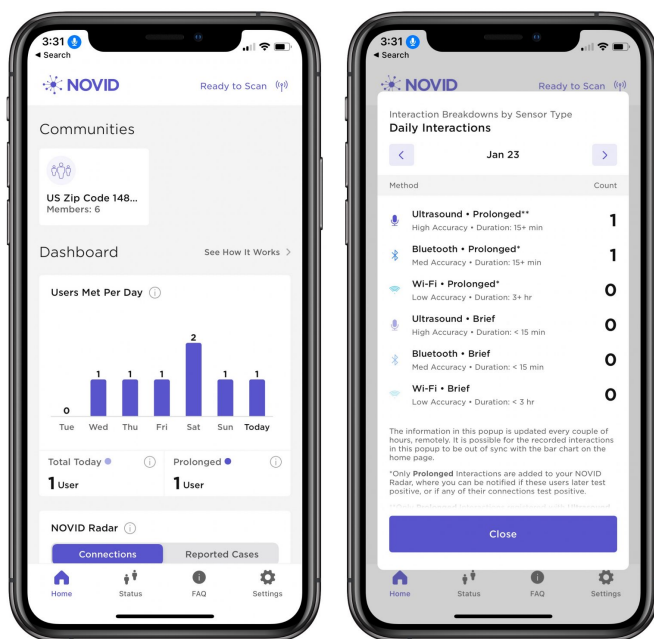 3:31
◀ Search
NOVID
Ready to Scan
Communities
US Zip Code 148...
Members: 6
Dashboard
See How It Works >
Users Met Per Day
0 1 1 1 2 1 1
Tue Wed Thu Fri Sat Sun Today
Total Today
Prolonged
1 User
1 User
NOVID Radar
Connections
Reported Cases
Home Status FAQ Settings
3:31
◀ Search
NOVID
Ready to Scan
Interaction Breakdowns by Sensor Type
Daily Interactions
< Jan 23 >
Method Count
Ultrasound • Prolonged** 1
High Accuracy • Duration: 15+ min
Bluetooth • Prolonged* 1
Med Accuracy • Duration: 15+ min
Wi-Fi • Prolonged* 0
Low Accuracy • Duration: 3+ hr
Ultrasound • Brief 0
High Accuracy • Duration: < 15 min
Bluetooth • Brief 0
Med Accuracy • Duration: < 15 min
Wi-Fi • Brief 0
Low Accuracy • Duration: < 3 hr
The information in this popup is updated every couple of
hours, remotely. It is possible for the recorded interactions
in this popup to be out of sync with the bar chart on the
home page.
*Only Prolonged Interactions are added to your NOVID
Radar, where you can be notified if these users later test
positive, or if any of their connections test positive.
Close
Home Status FAQ Settings